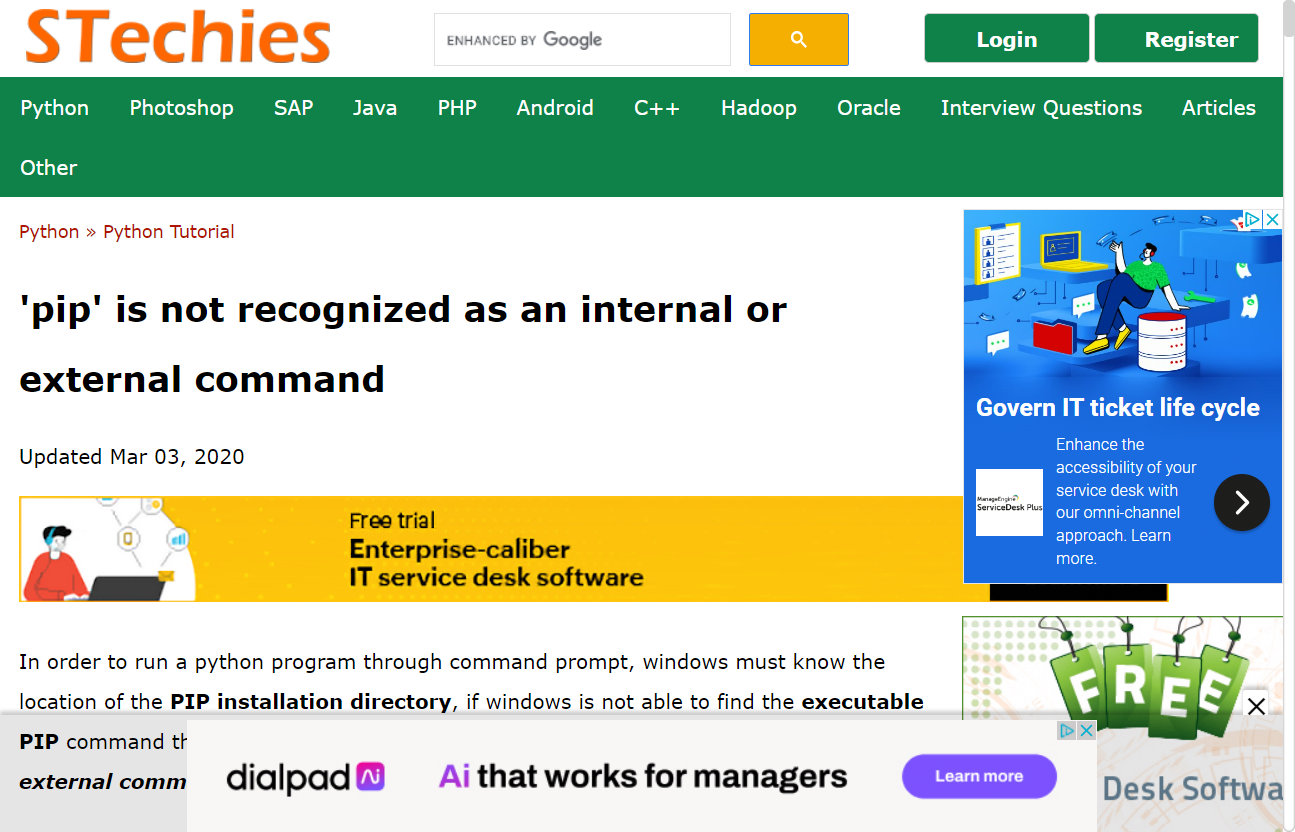 STechies
ENHANCED BY Google
Login
Register
Python Photoshop SAP Java PHP Android C++ Hadoop Oracle Interview Questions Articles
Other
Python » Python Tutorial
'pip' is not recognized as an internal or
external command
Updated Mar 03, 2020
Free trial
Enterprise-caliber
IT service desk software
In order to run a python program through command prompt, windows must know the
location of the PIP installation directory, if windows is not able to find the executable
PIP command th
external comm
Govern IT ticket life cycle
ManageEngine
ServiceDesk Plus
Enhance the
accessibility of your
service desk with
our omni-channel
approach. Learn
more.
FREE
Desk Softwa
dialpad Ai
Ai that works for managers
Learn more